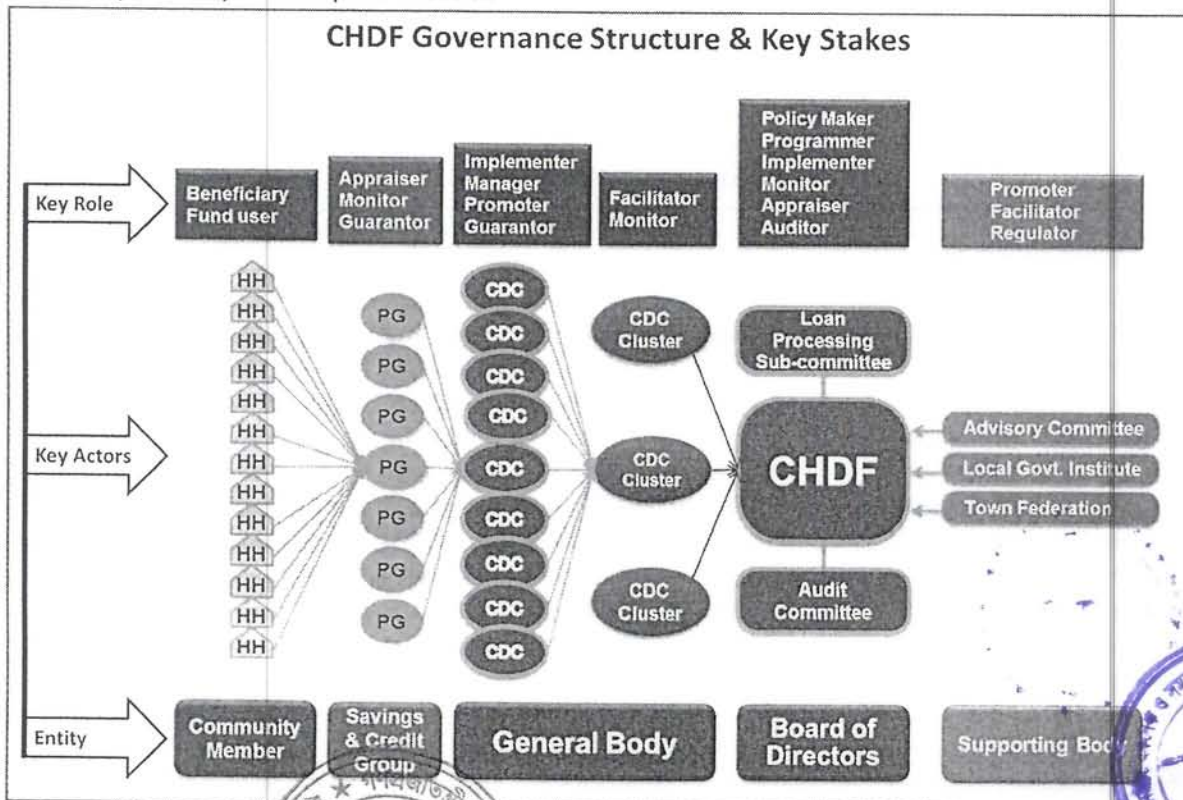 CHDF Governance Structure & Key Stakes
Key Role
Beneficiary
Fund user
Appraiser
Monitor
Guarantor
Implementer
Manager
Promoter
Guarantor
Facilitator
Monitor
Policy Maker
Programmer
Implementer
Monitor
Appraiser
Auditor
Promoter
Facilitator
Regulator
Key Actors
HH
HH
HH
HH
HH
HH
HH
HH
HH
HH
HH
HH
HH
PG
PG
PG
PG
PG
PG
PG
CDC
CDC
CDC
CDC
CDC
CDC
CDC
CDC
CDC
CDC
Cluster
CDC
Cluster
CDC
Cluster
Loan
Processing
Sub-committee
CHDF
Audit
Committee
Advisory Committee
Local Govt. Institute
Town Federation
Entity
Community
Member
Savings
& Credit
Group
General Body
Board of
Directors
Supporting Body